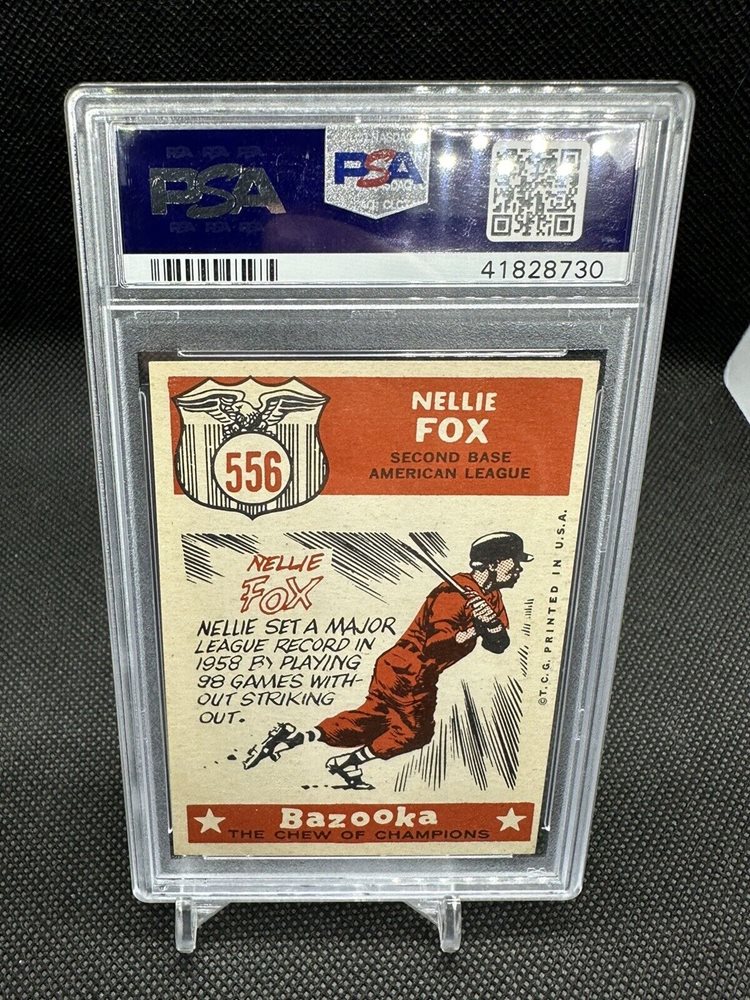 PSA
PSA
41828730
556
NELLIE
FOX
SECOND BASE
AMERICAN LEAGUE
NELLIE
FOX
NELLIE SET A MAJOR
LEAGUE RECORD IN
1958 BY PLAYING
98 GAMES WITH-
OUT STRIKING
OUT.
©T.C.G. PRINTED IN U.S.A.
Bazooka
THE CHEW OF CHAMPIONS